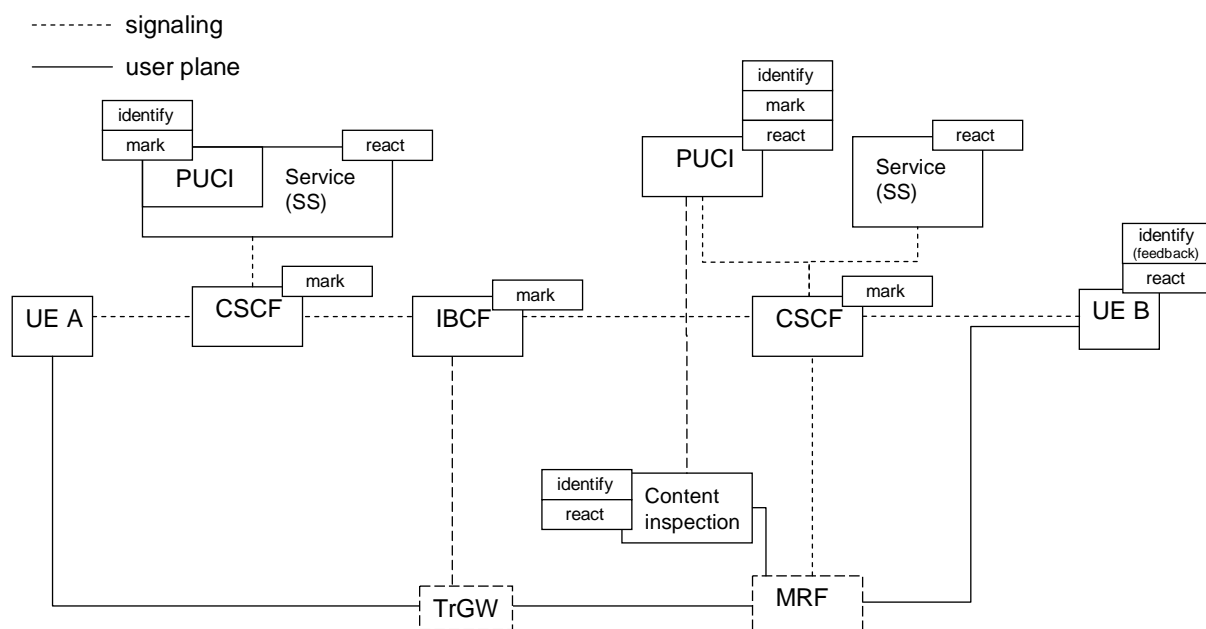 signaling
user plane
identify
mark
react
PUCI
Service
(SS)
identify
mark
react
PUCI
react
Service
(SS)
identify
(feedback)
react
UE A
CSCF
mark
IBCF
mark
CSCF
mark
UE B
identify
react
Content
inspection
TrGW
MRF